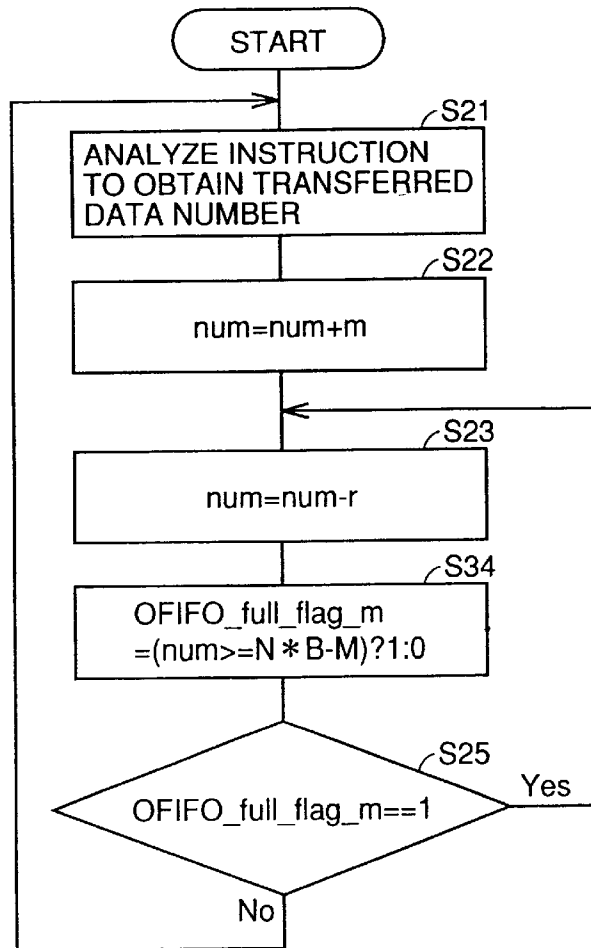 START
S21
ANALYZE INSTRUCTION
TO OBTAIN TRANSFERRED
DATA NUMBER
S22
num=num+m
S23
num=num-r
S34
OFIFO_full_flag_m
=(num>=N*B-M)?1:0
S25
OFIFO_full_flag_m==1
Yes
No